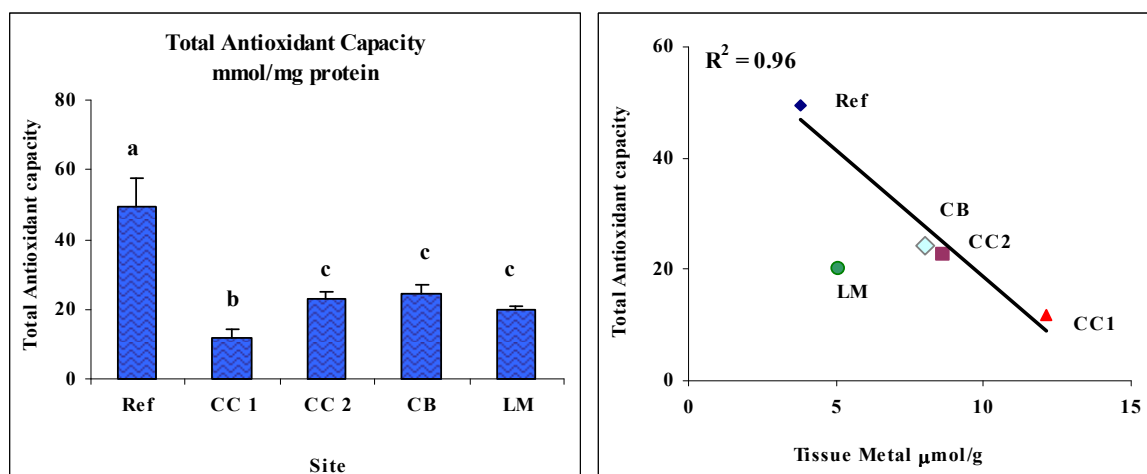 Total Antioxidant Capacity
mmol/mg protein
Total Antioxidant capacity
80
60
40
20
0
a
b
c
c
c
Ref
CC 1
CC 2
CB
LM
Site
R² = 0.96
Total Antioxidant capacity
60
40
20
0
Ref
CB
CC2
LM
CC1
0
5
10
15
Tissue Metal μmol/g